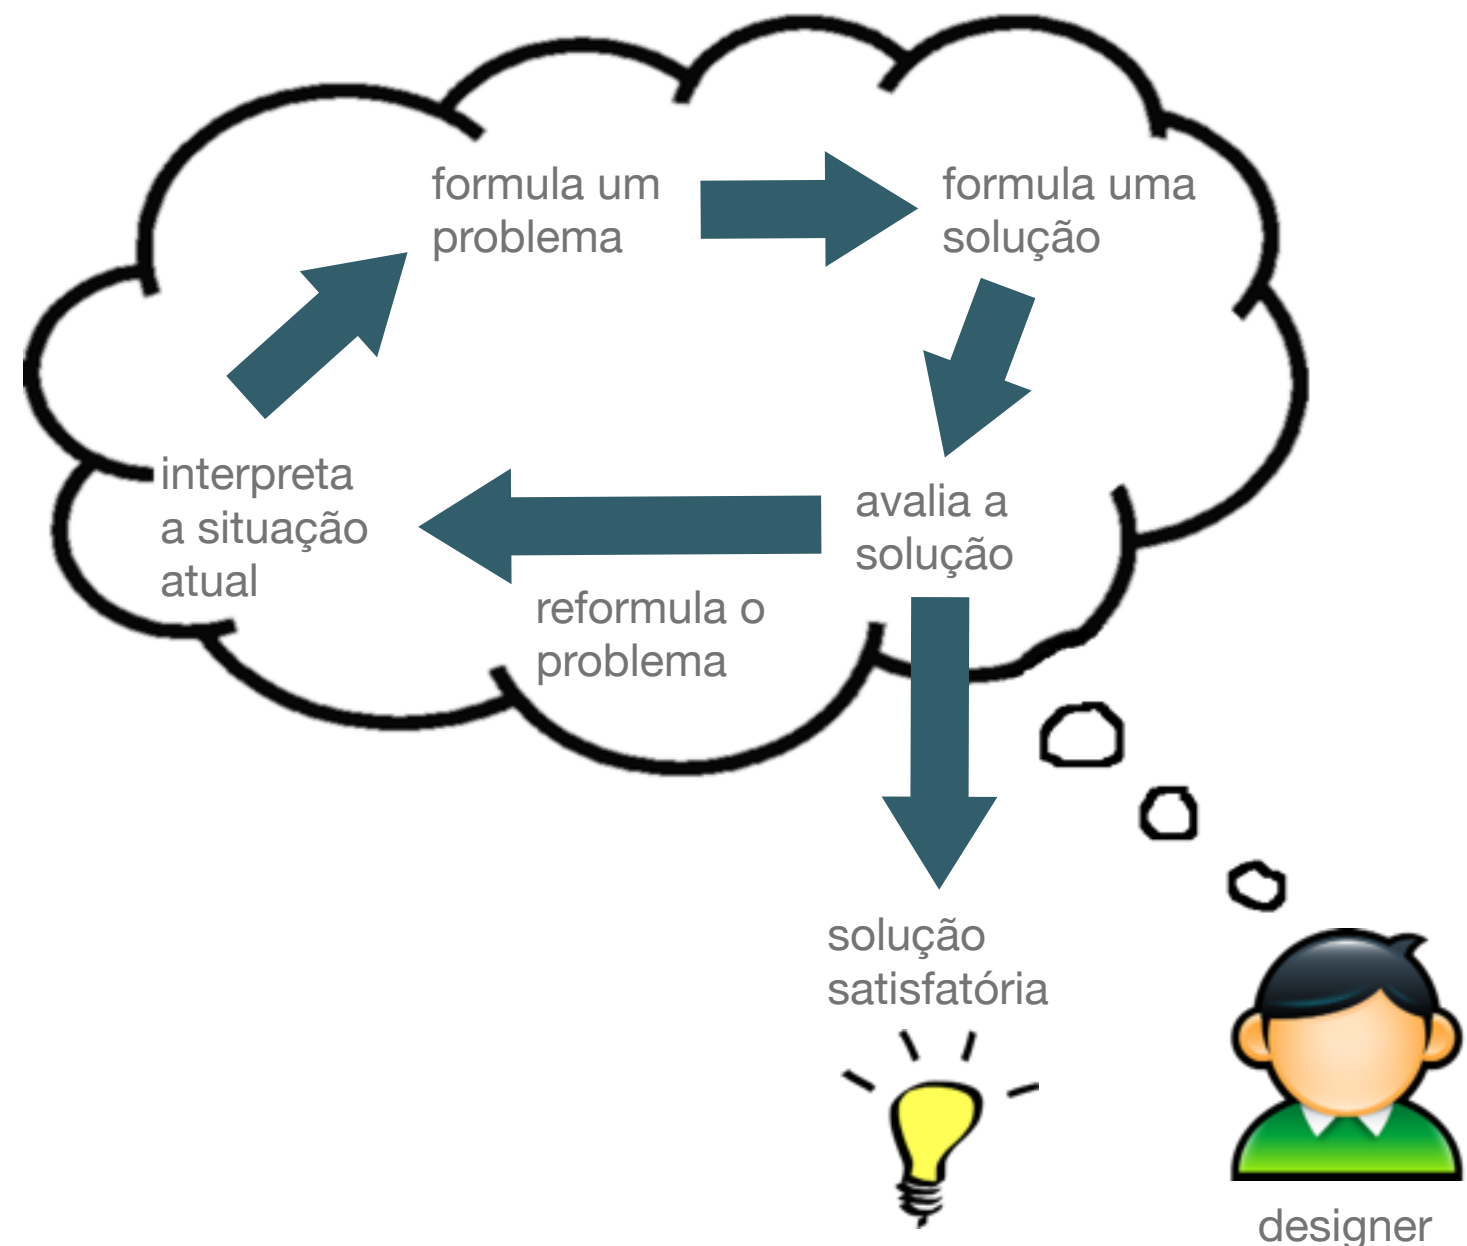 formula um
problema
formula uma
solução
interpreta
a situação
atual
avalia a
solução
reformula o
problema
solução
satisfatória
designer